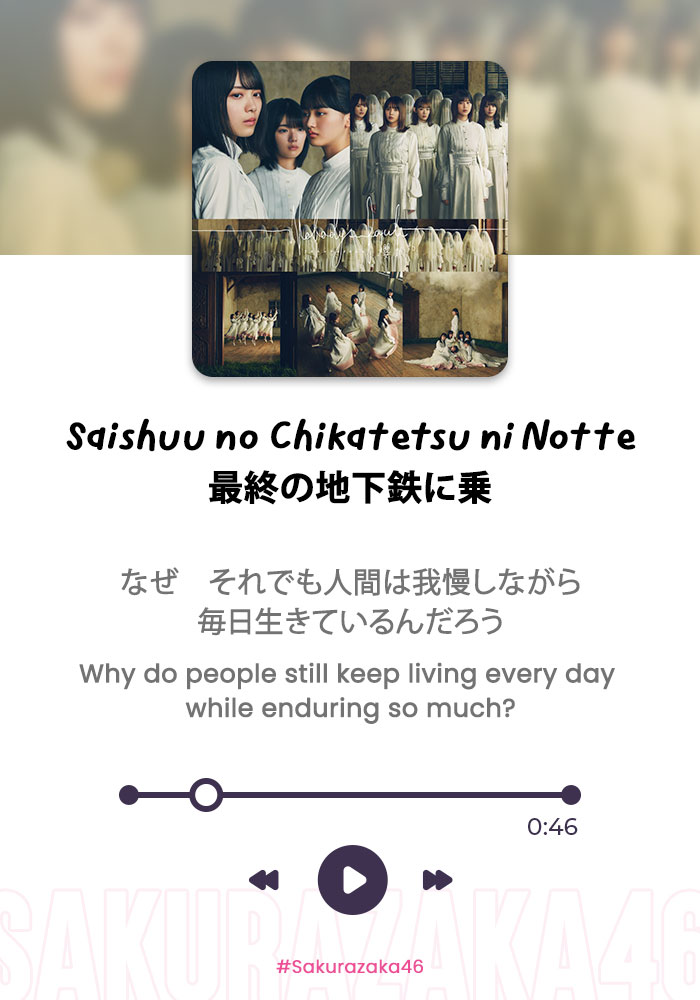 Nobody's fault
Saishuu no Chikatetsu ni Notte
最終の地下鉄に乗
なぜ　それでも人間は我慢しながら
毎日生きているんだろう
Why do people still keep living every day
while enduring so much?
0:46
SAKURAZAKA46
#Sakurazaka46